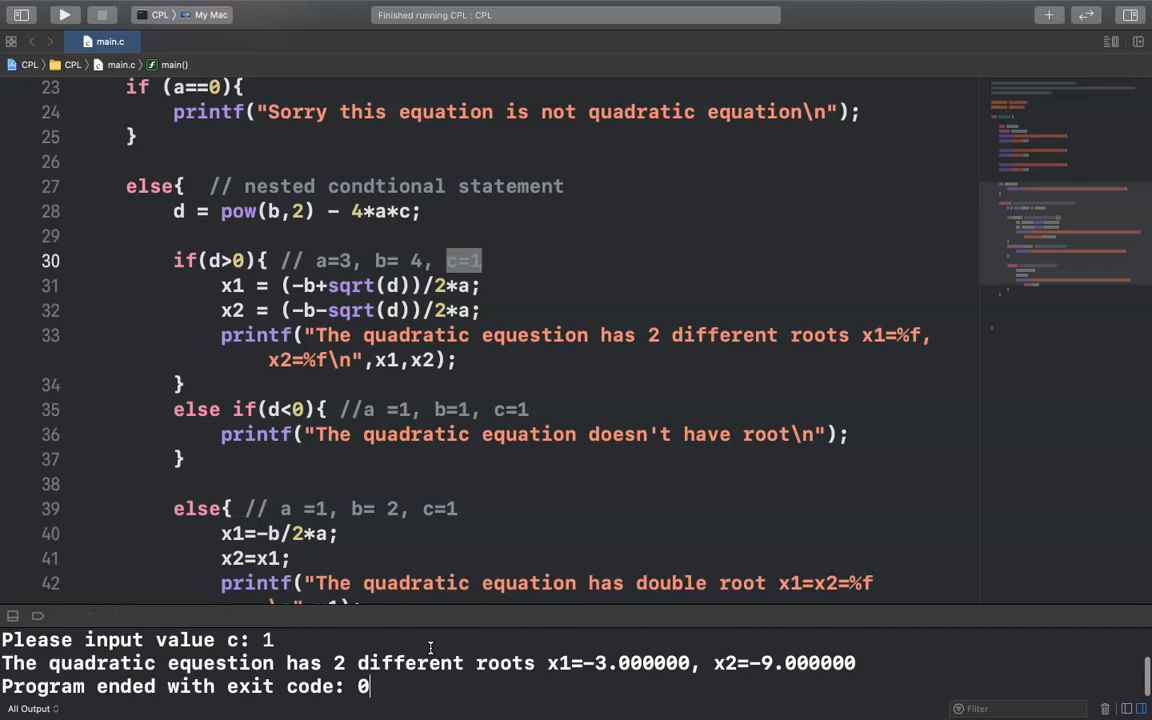 CPL › My Mac
Finished running CPL : CPL
main.c
CPL › CPL › main.c › main()
23 if (a==0){
24 printf("Sorry this equation is not quadratic equation\n");
25 }
26
27 else{ // nested condtional statement
28 d = pow(b,2) - 4*a*c;
29
30 if(d>0){ // a=3, b= 4, c=1
31 x1 = (-b+sqrt(d))/2*a;
32 x2 = (-b-sqrt(d))/2*a;
33 printf("The quadratic equestion has 2 different roots x1=%f,
x2=%f\n",x1,x2);
34 }
35 else if(d<0){ //a =1, b=1, c=1
36 printf("The quadratic equation doesn't have root\n");
37 }
38
39 else{ // a =1, b= 2, c=1
40 x1=-b/2*a;
41 x2=x1;
42 printf("The quadratic equation has double root x1=x2=%f
\n",x1);
Please input value c: 1
The quadratic equestion has 2 different roots x1=-3.000000, x2=-9.000000
Program ended with exit code: 0
All Output
Filter